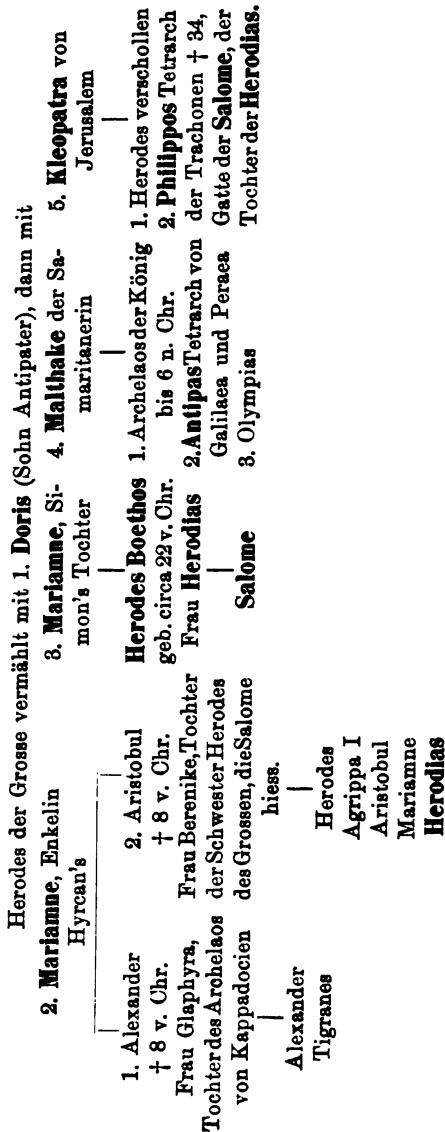 Herodes der Grosse vermählt mit 1. Doris (Sohn Antipater), dann mit
2. Mariamne, Enkelin
Hyrcan's
1. Alexander
† 8 v. Chr.
Frau Glaphyra,
Tochter des Archelaos
von Kappadocien
Alexander
Tigranes
2. Aristobul
† 8 v. Chr.
Frau Berenike, Tochter
der Schwester Herodes
des Grossen, die Salome
hiess.
Herodes
Agrippa I
Aristobul
Mariamne
Herodias
3. Mariamne, Si-
mon's Tochter
Herodes Boethos
geb. circa 22 v. Chr.
Frau Herodias
Salome
4. Malthake der Sa-
maritanerin
1. Archelaos der König
bis 6 n. Chr.
2. Antipas Tetrarch von
Galilaea und Peraea
3. Olympias
5. Kleopatra von
Jerusalem
1. Herodes verschollen
2. Philippos Tetrarch
der Trachonen † 34,
Gatte der Salome, der
Tochter der Herodias.